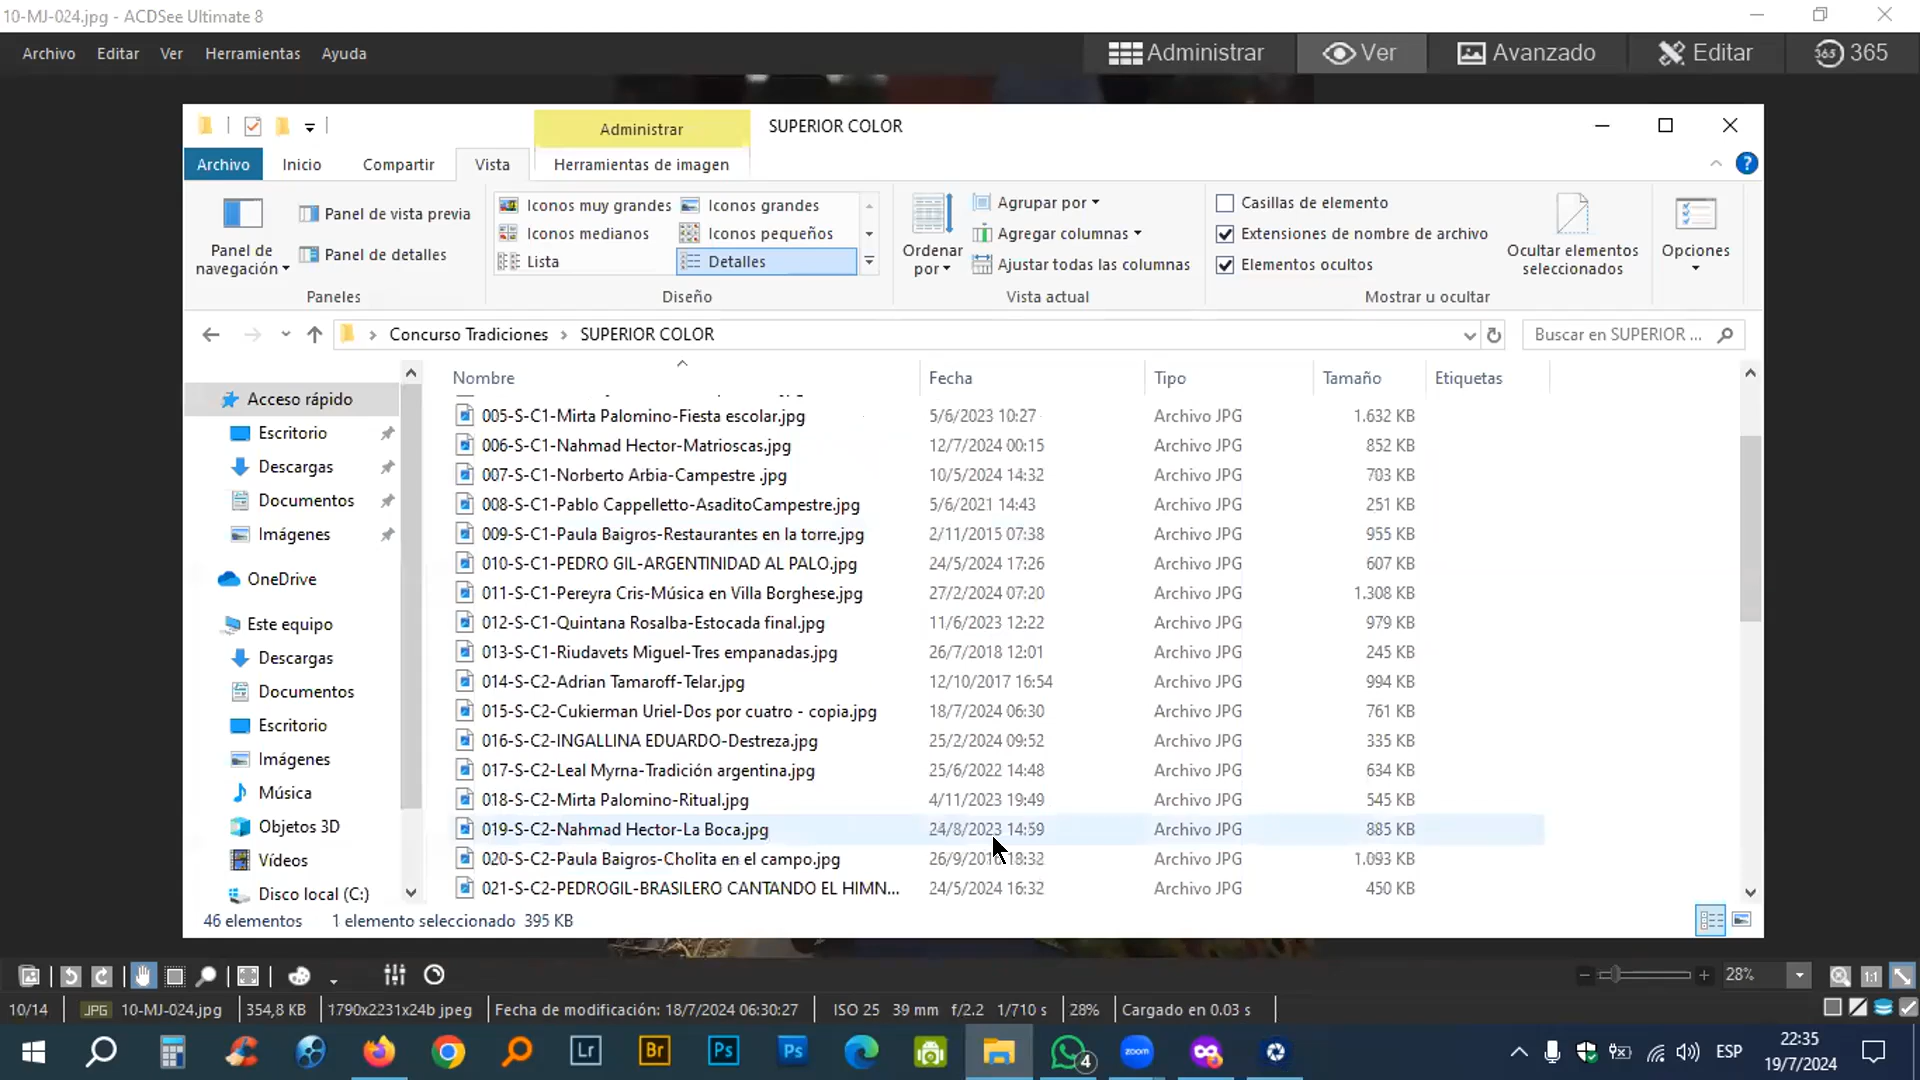 10-MJ-024.jpg - ACDSee Ultimate 8
Archivo Editar Ver Herramientas Ayuda
Administrar Ver Avanzado Editar 365 365
Administrar SUPERIOR COLOR
Archivo Inicio Compartir Vista Herramientas de imagen
Panel de navegación
Panel de vista previa
Panel de detalles
Paneles
Iconos muy grandes Iconos grandes
Iconos medianos Iconos pequeños
Lista Detalles
Diseño
Ordenar por
Agrupar por
Agregar columnas
Ajustar todas las columnas
Vista actual
Casillas de elemento
Extensiones de nombre de archivo
Elementos ocultos
Ocultar elementos seleccionados
Mostrar u ocultar
Opciones
Concurso Tradiciones SUPERIOR COLOR Buscar en SUPERIOR ...
Acceso rápido
Escritorio
Descargas
Documentos
Imágenes
OneDrive
Este equipo
Descargas
Documentos
Escritorio
Imágenes
Música
Objetos 3D
Vídeos
Disco local (C:)
Nombre Fecha Tipo Tamaño Etiquetas
005-S-C1-Mirta Palomino-Fiesta escolar.jpg 5/6/2023 10:27 Archivo JPG 1.632 KB
006-S-C1-Nahmad Hector-Matrioscas.jpg 12/7/2024 00:15 Archivo JPG 852 KB
007-S-C1-Norberto Arbia-Campestre .jpg 10/5/2024 14:32 Archivo JPG 703 KB
008-S-C1-Pablo Cappelletto-AsaditoCampestre.jpg 5/6/2021 14:43 Archivo JPG 251 KB
009-S-C1-Paula Baigros-Restaurantes en la torre.jpg 2/11/2015 07:38 Archivo JPG 955 KB
010-S-C1-PEDRO GIL-ARGENTINIDAD AL PALO.jpg 24/5/2024 17:26 Archivo JPG 607 KB
011-S-C1-Pereyra Cris-Música en Villa Borghese.jpg 27/2/2024 07:20 Archivo JPG 1.308 KB
012-S-C1-Quintana Rosalba-Estocada final.jpg 11/6/2023 12:22 Archivo JPG 979 KB
013-S-C1-Riudavets Miguel-Tres empanadas.jpg 26/7/2018 12:01 Archivo JPG 245 KB
014-S-C2-Adrian Tamaroff-Telar.jpg 12/10/2017 16:54 Archivo JPG 994 KB
015-S-C2-Cukierman Uriel-Dos por cuatro - copia.jpg 18/7/2024 06:30 Archivo JPG 761 KB
016-S-C2-INGALLINA EDUARDO-Destreza.jpg 25/2/2024 09:52 Archivo JPG 335 KB
017-S-C2-Leal Myrna-Tradición argentina.jpg 25/6/2022 14:48 Archivo JPG 634 KB
018-S-C2-Mirta Palomino-Ritual.jpg 4/11/2023 19:49 Archivo JPG 545 KB
019-S-C2-Nahmad Hector-La Boca.jpg 24/8/2023 14:59 Archivo JPG 885 KB
020-S-C2-Paula Baigros-Cholita en el campo.jpg 26/9/2016 18:32 Archivo JPG 1.093 KB
021-S-C2-PEDROGIL-BRASILERO CANTANDO EL HIMN... 24/5/2024 16:32 Archivo JPG 450 KB
46 elementos 1 elemento seleccionado 395 KB
28% 1:1
10/14 JPG 10-MJ-024.jpg 354,8 KB 1790x2231x24b jpeg Fecha de modificación: 18/7/2024 06:30:27 ISO 25 39 mm f/2.2 1/710 s 28% Cargado en 0.03 s
Lr Br Ps Ps 4 zoom ESP 22:35
19/7/2024